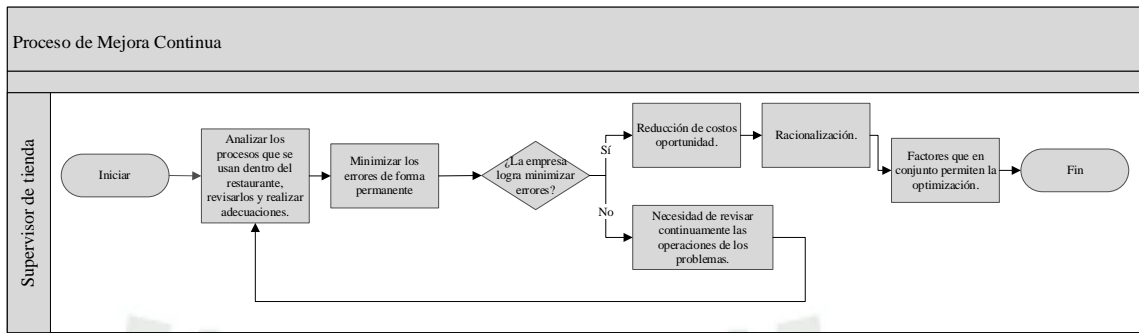 Proceso de Mejora Continua
Supervisor de tienda
Iniciar
Analizar los
procesos que se
usan dentro del
restaurante,
revisarlos y realizar
adecuaciones.
Minimizar los
errores de forma
permanente
¿La empresa
logra minimizar
errores?
Sí
No
Reducción de costos
oportunidad.
Racionalización.
Necesidad de revisar
continuamente las
operaciones de los
problemas.
Factores que en
conjunto permiten la
optimización.
Fin